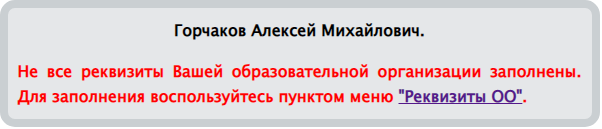 Горчаков Алексей Михайлович.
Не все реквизиты Вашей образовательной организации заполнены.
Для заполнения воспользуйтесь пунктом меню "Реквизиты ОО".